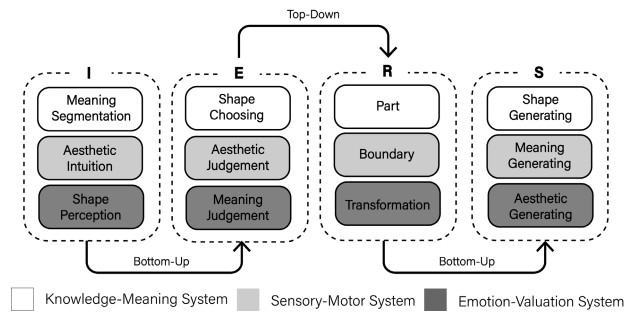 Top-Down
I
E
R
S
Meaning
Segmentation
Aesthetic
Intuition
Shape
Perception
Shape
Choosing
Aesthetic
Judgement
Meaning
Judgement
Part
Boundary
Transformation
Shape
Generating
Meaning
Generating
Aesthetic
Generating
Bottom-Up
Bottom-Up
Knowledge-Meaning System
Sensory-Motor System
Emotion-Valuation System